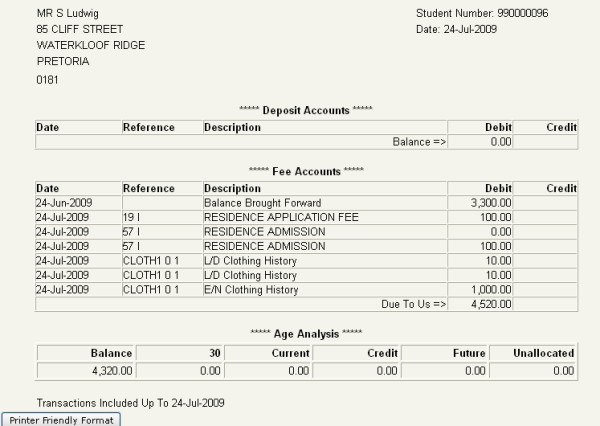 MR S Ludwig Student Number: 990000096
85 CLIFF STREET Date: 24-Jul-2009
WATERKLOOF RIDGE
PRETORIA
0181
***** Deposit Accounts *****
Date Reference Description Debit Credit
Balance => 0.00
***** Fee Accounts *****
Date Reference Description Debit Credit
24-Jun-2009 Balance Brought Forward 3,300.00
24-Jul-2009 19 I RESIDENCE APPLICATION FEE 100.00
24-Jul-2009 57 I RESIDENCE ADMISSION 0.00
24-Jul-2009 57 I RESIDENCE ADMISSION 100.00
24-Jul-2009 CLOTH1 0 1 L/D Clothing History 10.00
24-Jul-2009 CLOTH1 0 1 L/D Clothing History 10.00
24-Jul-2009 CLOTH1 0 1 E/N Clothing History 1,000.00
Due To Us => 4,520.00
***** Age Analysis *****
Balance 30 Current Credit Future Unallocated
4,320.00 0.00 0.00 0.00 0.00 0.00
Transactions Included Up To 24-Jul-2009
Printer Friendly Format